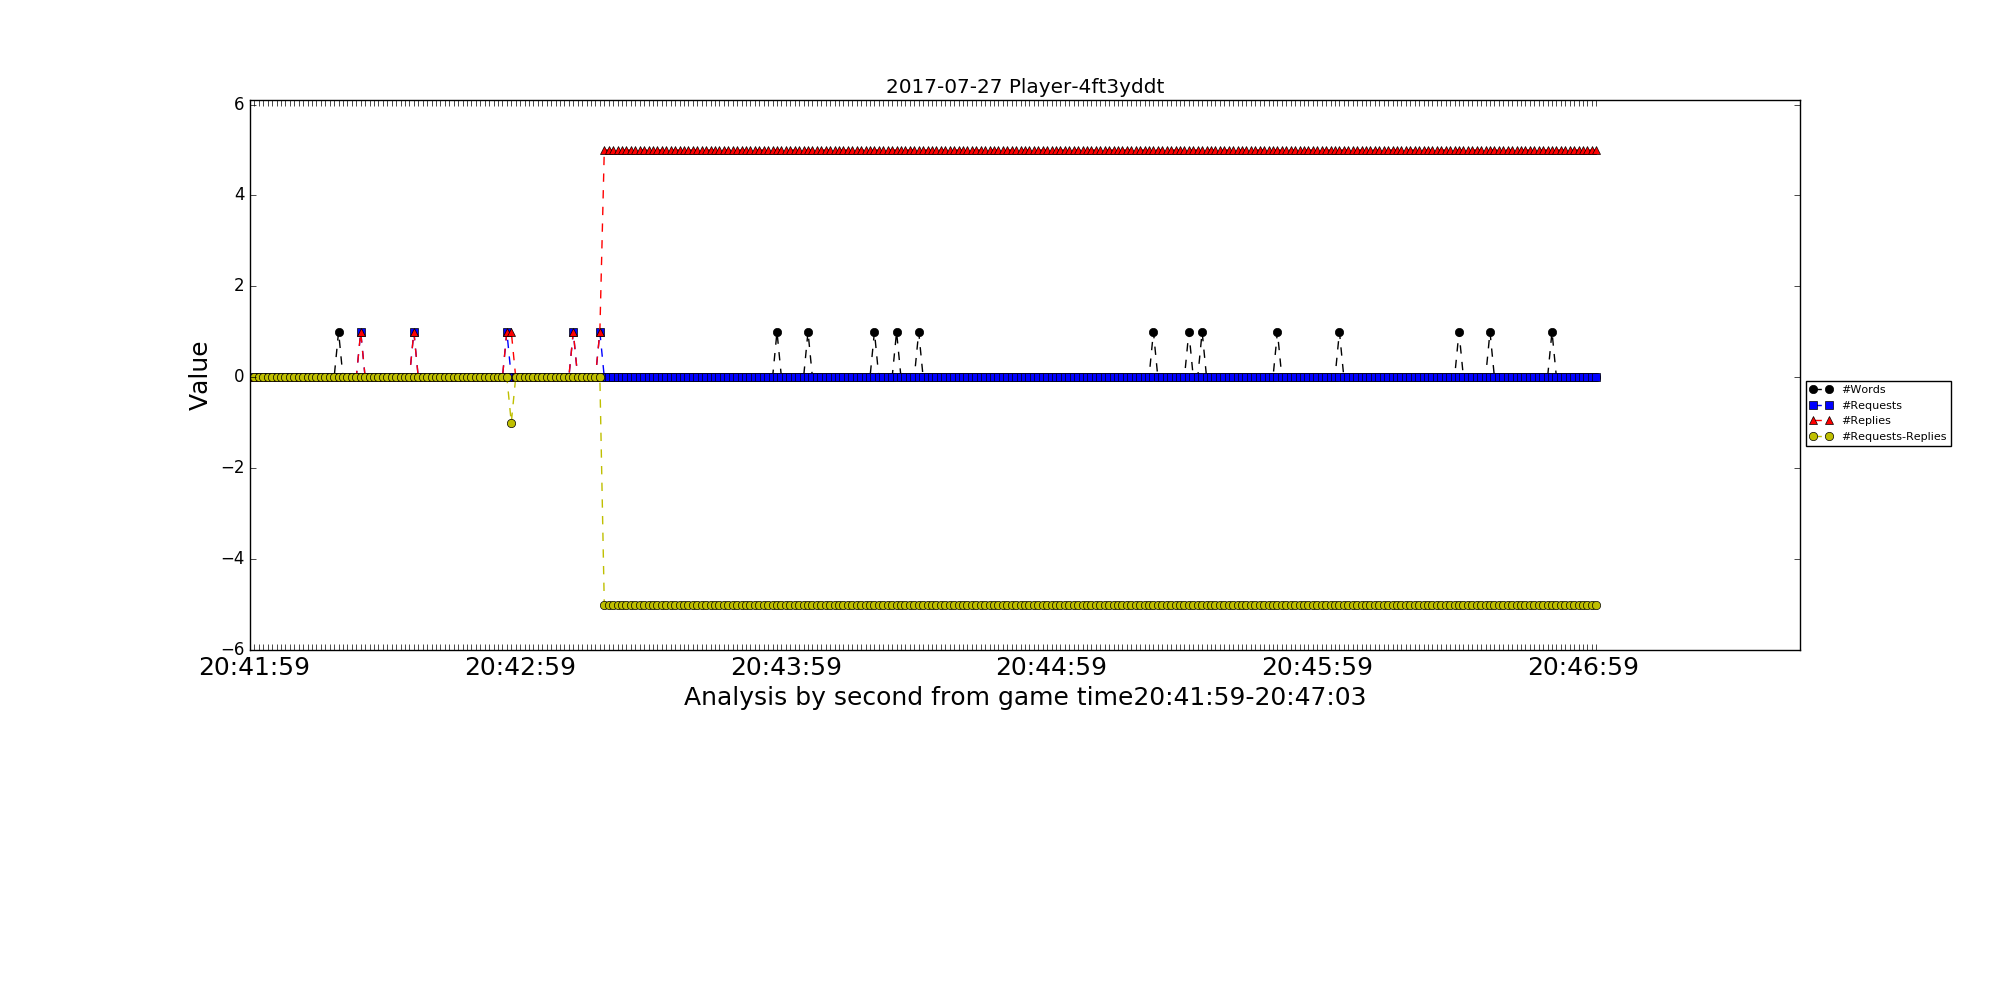 2017-07-27 Player-4ft3yddt
6
4
2
0
−2
−4
−6
Value
20:41:59 20:42:59 20:43:59 20:44:59 20:45:59 20:46:59
Analysis by second from game time20:41:59-20:47:03
#Words
#Requests
#Replies
#Requests-Replies